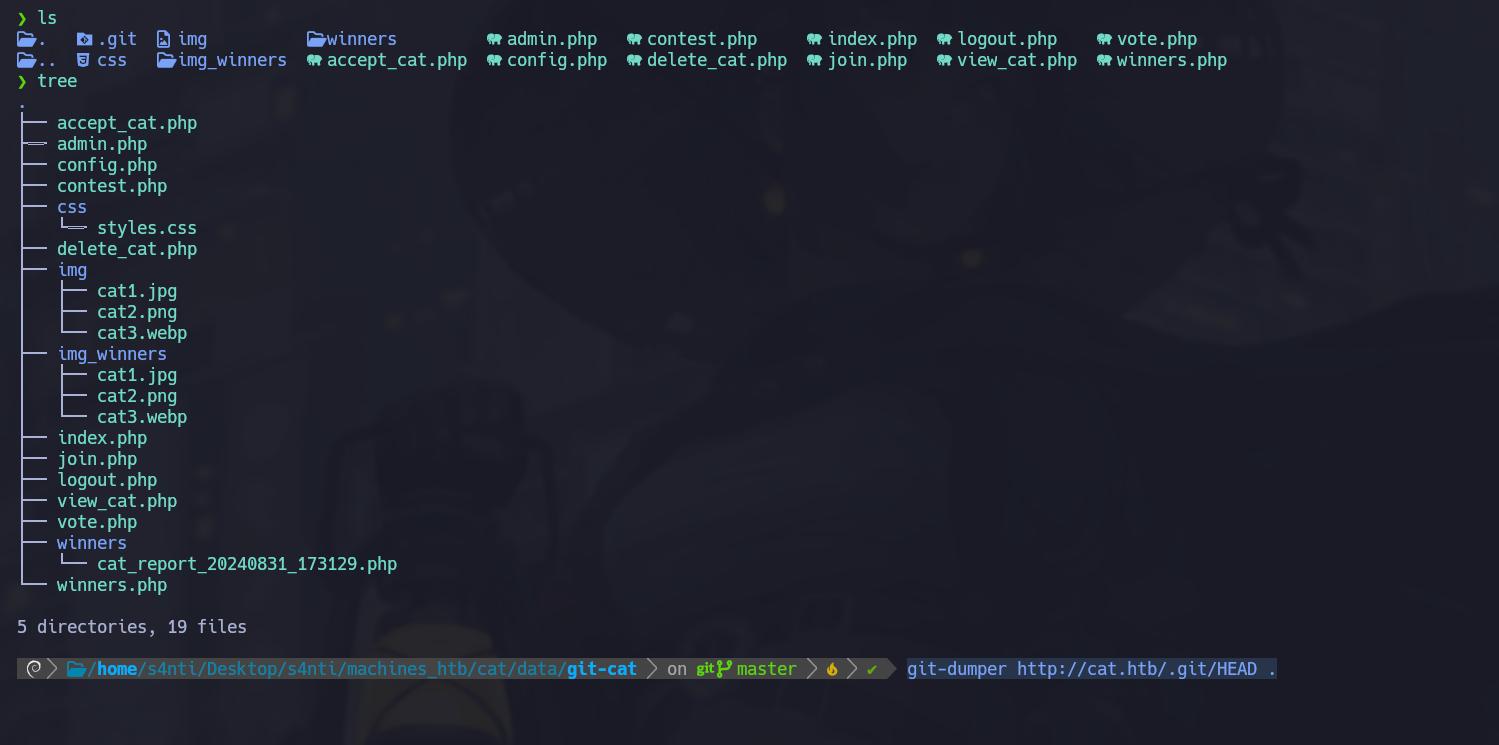 ❯ ls
. .git img winners admin.php contest.php index.php logout.php vote.php
.. css img_winners accept_cat.php config.php delete_cat.php join.php view_cat.php winners.php
❯ tree
.
├── accept_cat.php
├── admin.php
├── config.php
├── contest.php
├── css
│   └── styles.css
├── delete_cat.php
├── img
│   ├── cat1.jpg
│   ├── cat2.png
│   └── cat3.webp
├── img_winners
│   ├── cat1.jpg
│   ├── cat2.png
│   └── cat3.webp
├── index.php
├── join.php
├── logout.php
├── view_cat.php
├── vote.php
├── winners
│   └── cat_report_20240831_173129.php
└── winners.php
5 directories, 19 files
/home/s4nti/Desktop/s4nti/machines_htb/cat/data/git-cat on git master ✔ git-dumper http://cat.htb/.git/HEAD .